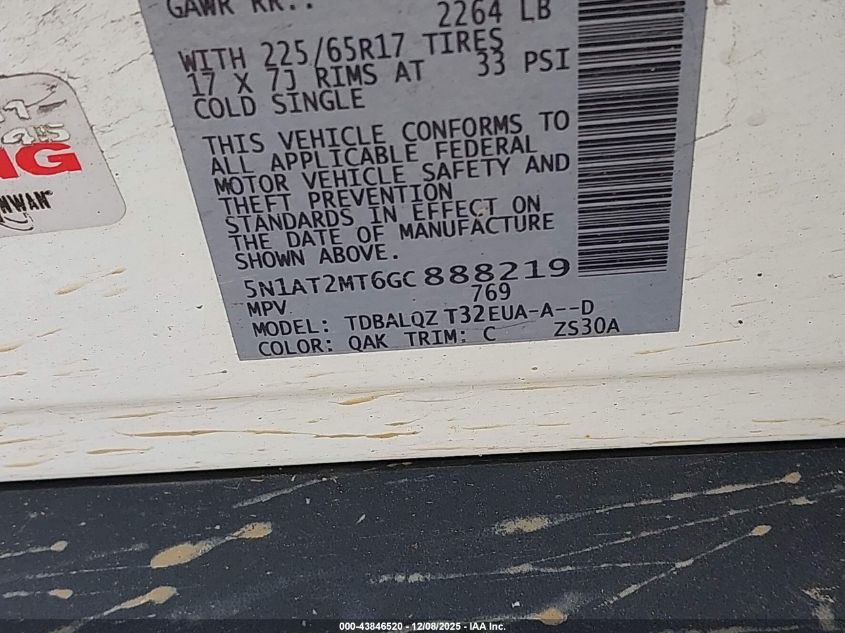 GAWR RR.:
2264 LB
WITH 225/65R17 TIRES
17 X 7J RIMS AT 33 PSI
COLD SINGLE
THIS VEHICLE CONFORMS TO
ALL APPLICABLE FEDERAL
MOTOR VEHICLE SAFETY AND
THEFT PREVENTION
STANDARDS IN EFFECT ON
THE DATE OF MANUFACTURE
SHOWN ABOVE.
5N1AT2MT6GC888219
MPV 769
MODEL: TDBALQZ T32EUA-A--D
COLOR: QAK TRIM: C ZS30A
000-43846520 - 12/08/2025 - IAA Inc.